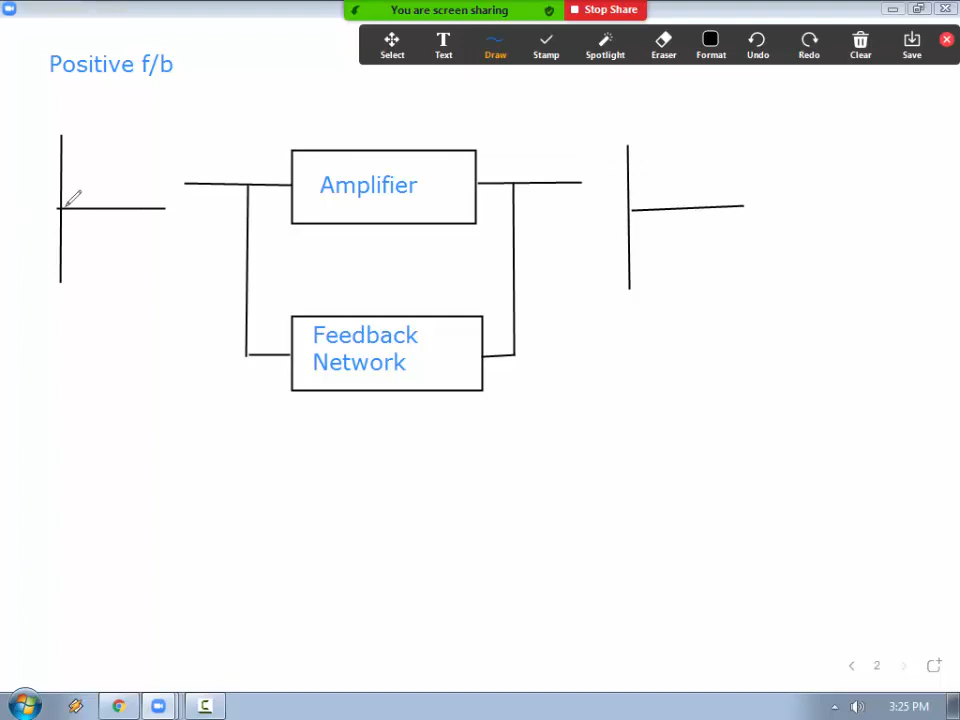 You are screen sharing
Stop Share
Select
Text
Draw
Stamp
Spotlight
Eraser
Format
Undo
Redo
Clear
Save
Positive f/b
Amplifier
Feedback
Network
2
3:25 PM